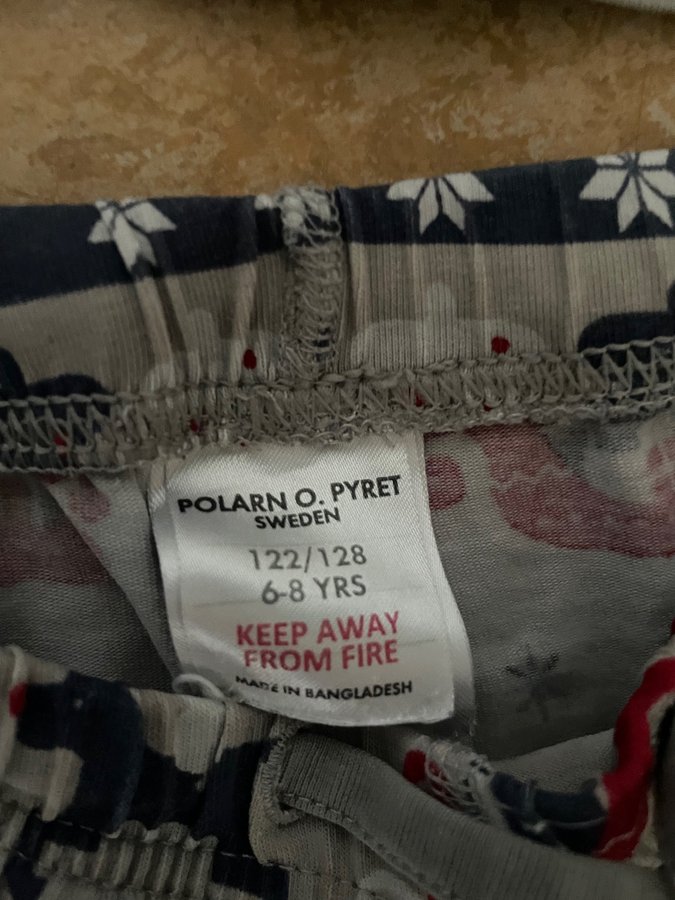 POLARN O. PYRET
SWEDEN
122/128
6-8 YRS
KEEP AWAY
FROM FIRE
MADE IN BANGLADESH